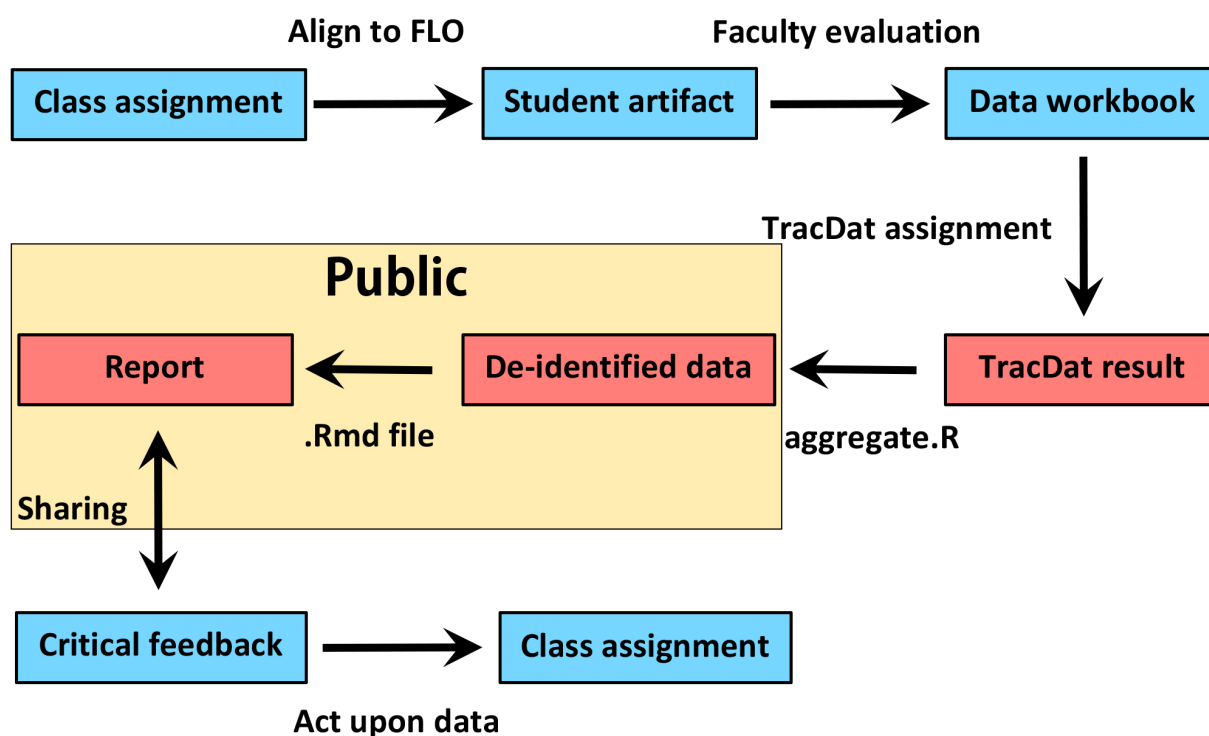 Align to FLO
Faculty evaluation
Class assignment
Student artifact
Data workbook
TracDat assignment
Public
Report
De-identified data
TracDat result
.Rmd file
aggregate.R
Sharing
Critical feedback
Class assignment
Act upon data